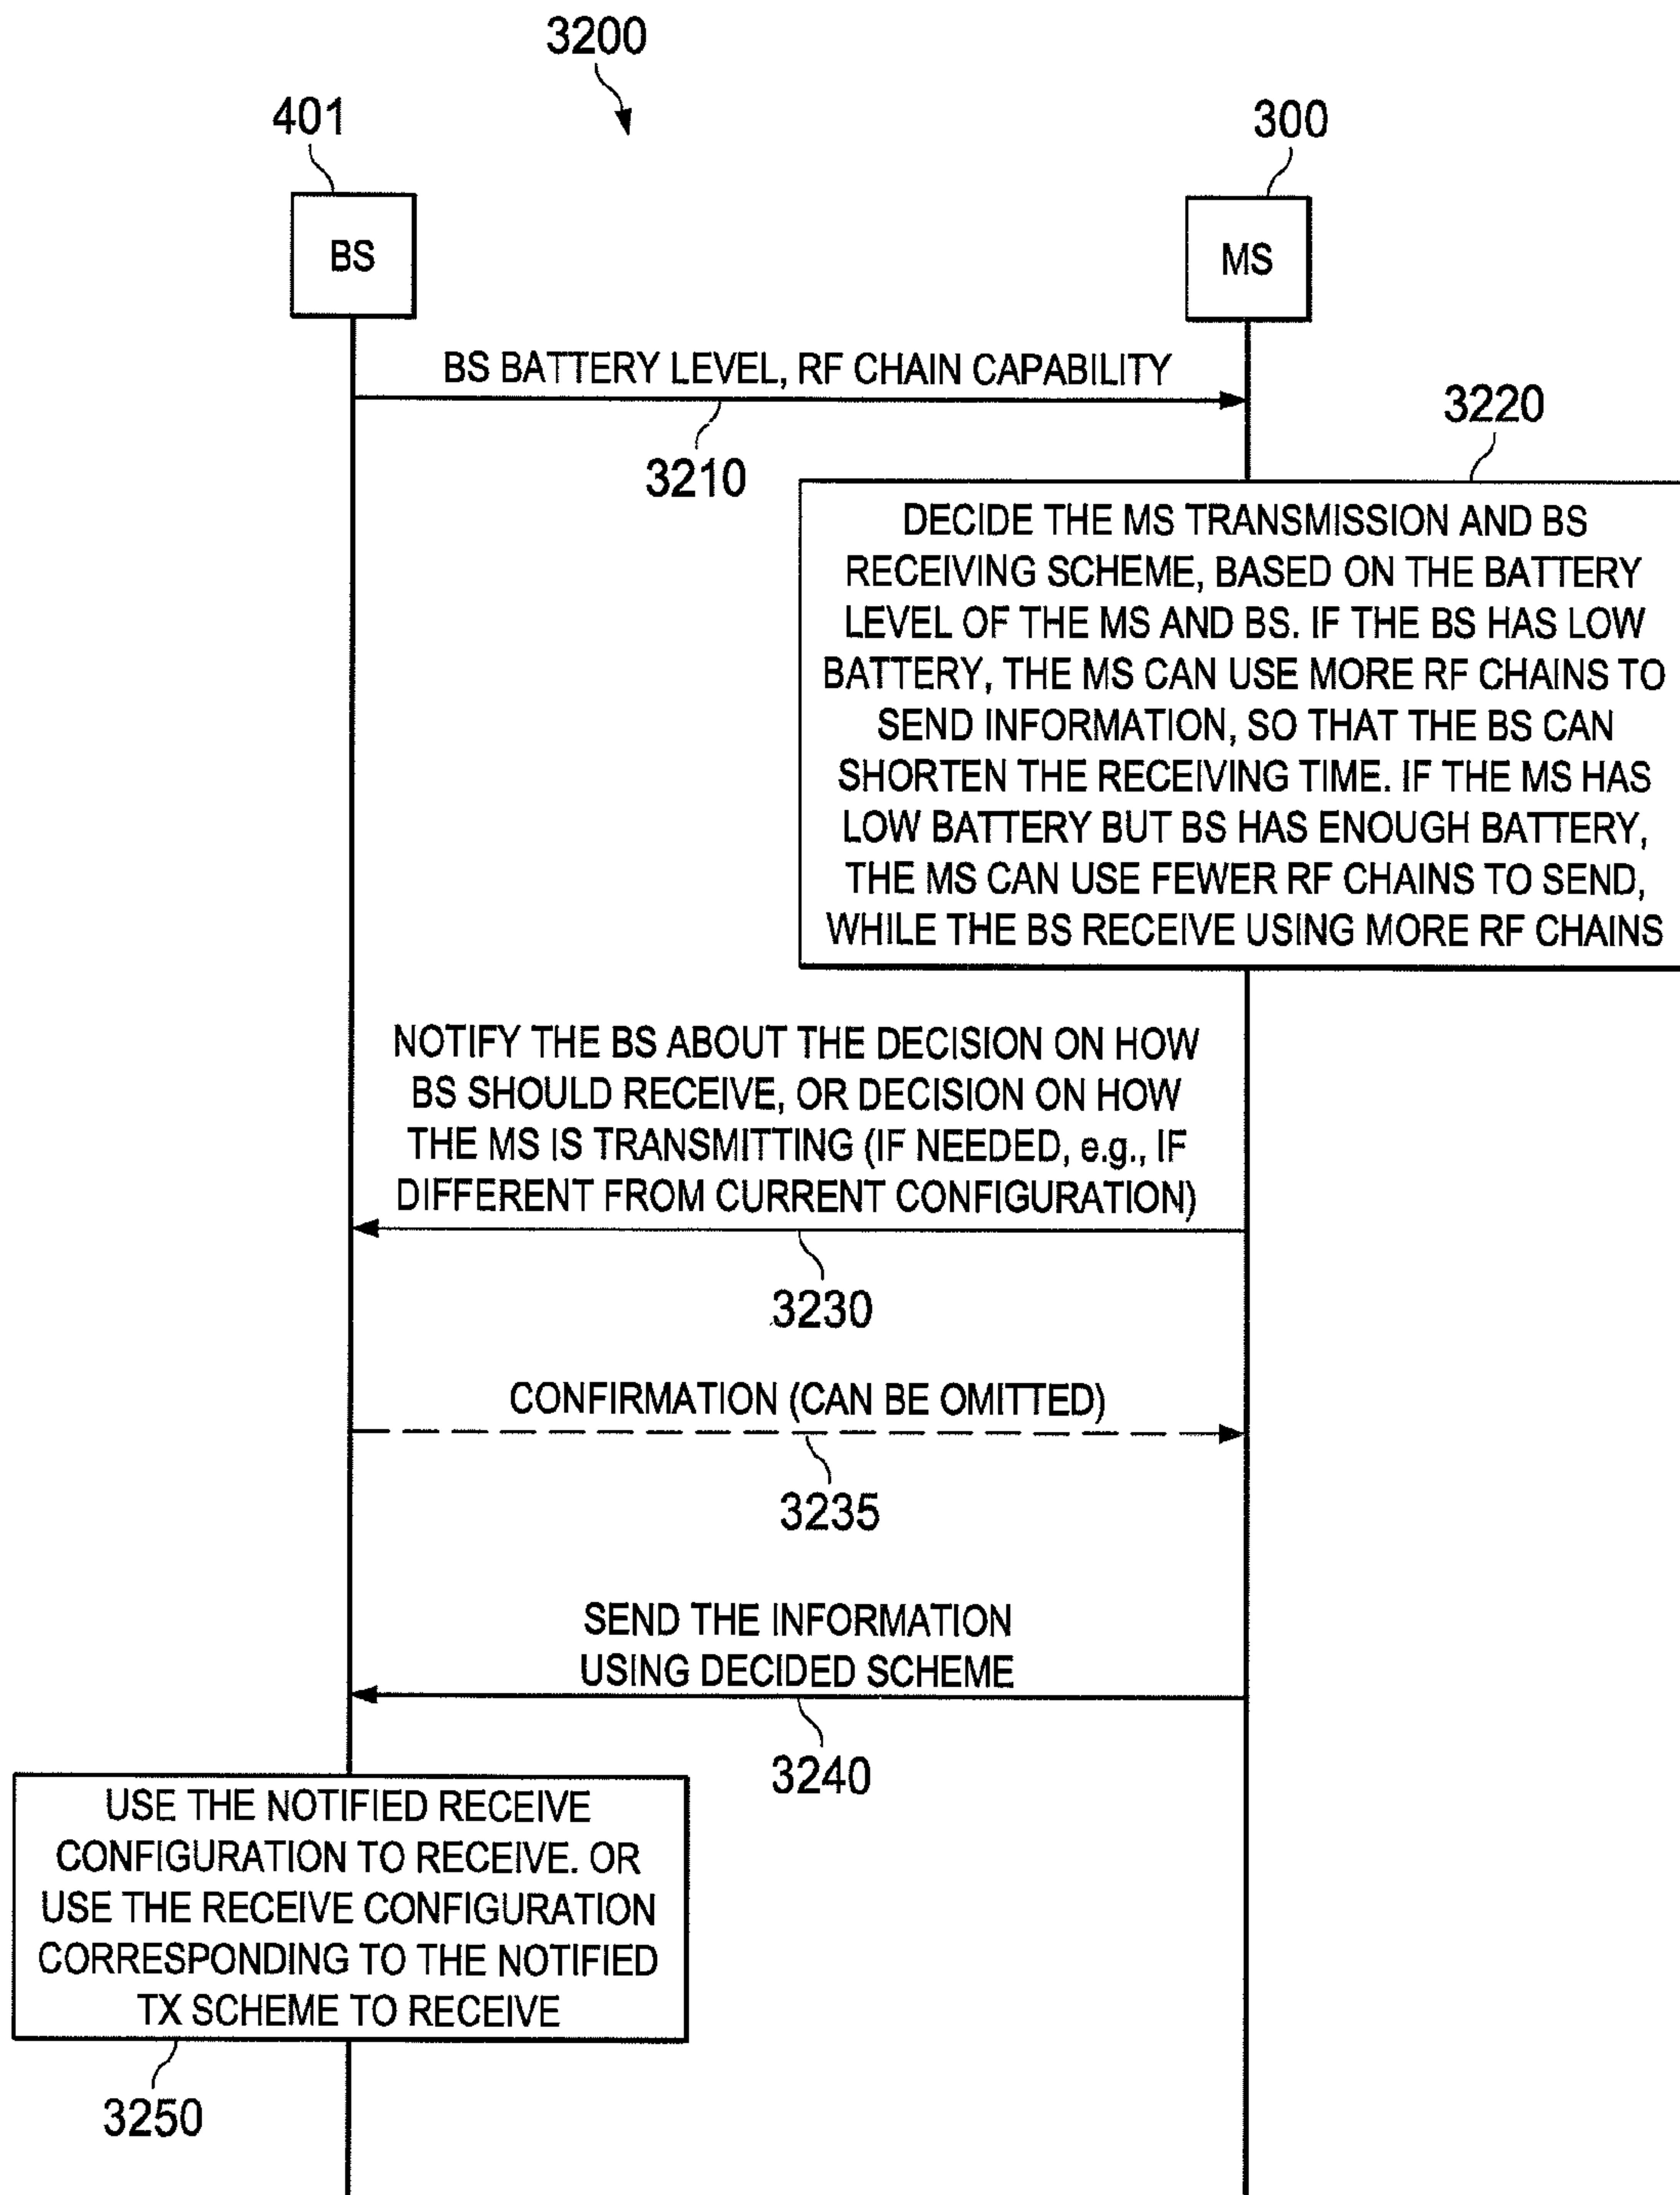 3200
401
300
BS
MS
BS BATTERY LEVEL, RF CHAIN CAPABILITY
3210
3220
DECIDE THE MS TRANSMISSION AND BS
RECEIVING SCHEME, BASED ON THE BATTERY
LEVEL OF THE MS AND BS. IF THE BS HAS LOW
BATTERY, THE MS CAN USE MORE RF CHAINS TO
SEND INFORMATION, SO THAT THE BS CAN
SHORTEN THE RECEIVING TIME. IF THE MS HAS
LOW BATTERY BUT BS HAS ENOUGH BATTERY,
THE MS CAN USE FEWER RF CHAINS TO SEND,
WHILE THE BS RECEIVE USING MORE RF CHAINS
NOTIFY THE BS ABOUT THE DECISION ON HOW
BS SHOULD RECEIVE, OR DECISION ON HOW
THE MS IS TRANSMITTING (IF NEEDED, e.g., IF
DIFFERENT FROM CURRENT CONFIGURATION)
3230
CONFIRMATION (CAN BE OMITTED)
3235
SEND THE INFORMATION
USING DECIDED SCHEME
3240
USE THE NOTIFIED RECEIVE
CONFIGURATION TO RECEIVE. OR
USE THE RECEIVE CONFIGURATION
CORRESPONDING TO THE NOTIFIED
TX SCHEME TO RECEIVE
3250